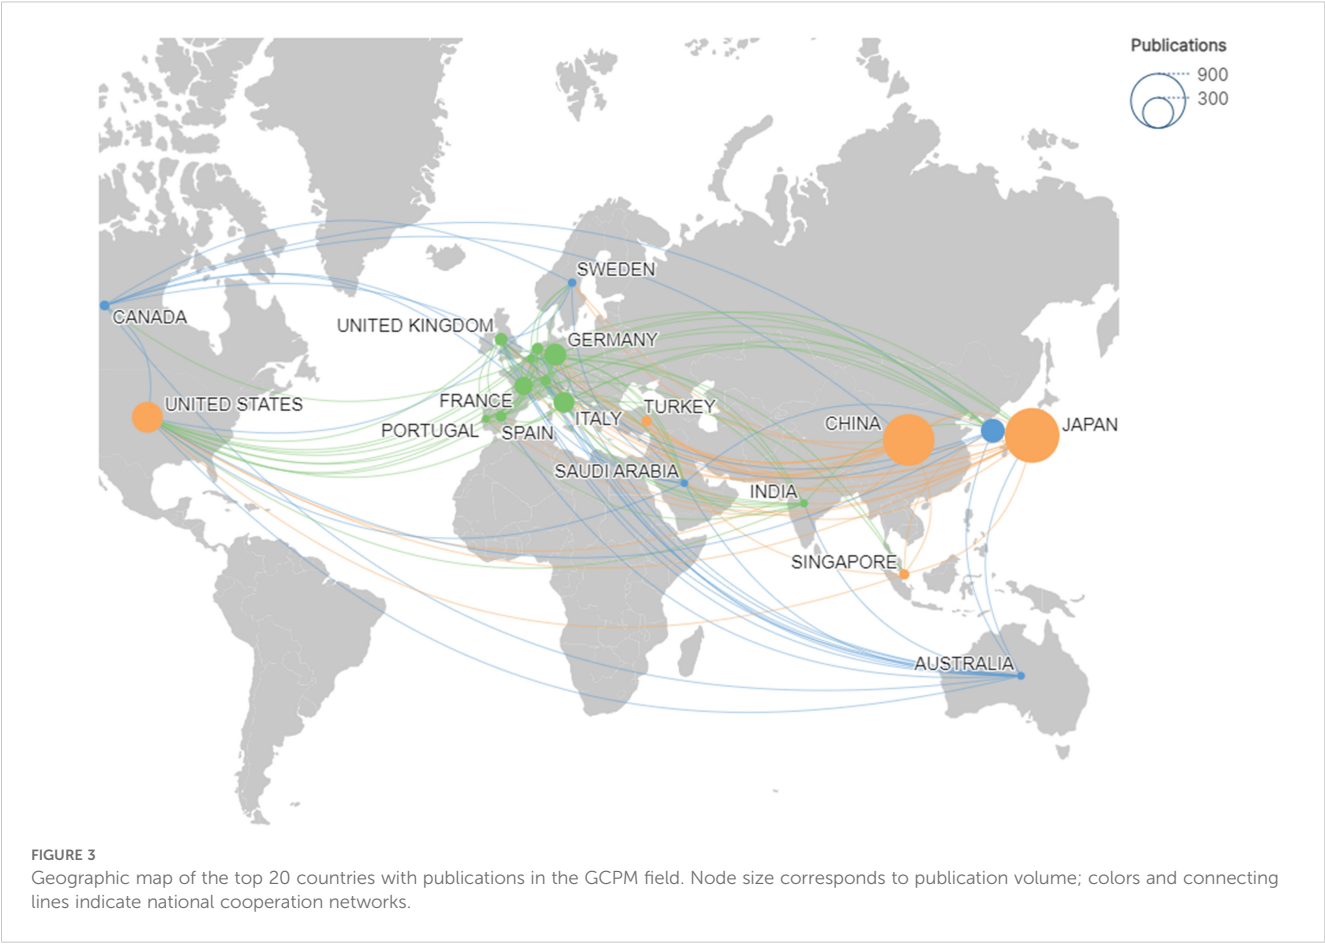 Publications
900
300
SWEDEN
CANADA
UNITED KINGDOM
GERMANY
FRANCE
UNITED STATES
ITALY
TURKEY
PORTUGAL
SPAIN
CHINA
JAPAN
SAUDI ARABIA
INDIA
SINGAPORE
AUSTRALIA
FIGURE 3
Geographic map of the top 20 countries with publications in the GCPM field. Node size corresponds to publication volume; colors and connecting
lines indicate national cooperation networks.